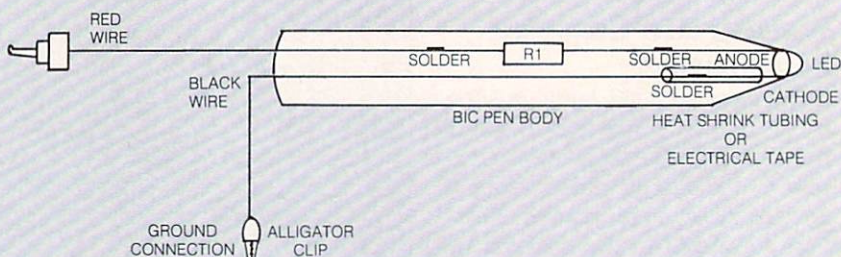 RED
WIRE
SOLDER
R1
SOLDER
ANODE
LED
BLACK
WIRE
SOLDER
CATHODE
BIC PEN BODY
HEAT SHRINK TUBING
OR
ELECTRICAL TAPE
GROUND
CONNECTION
ALLIGATOR
CLIP